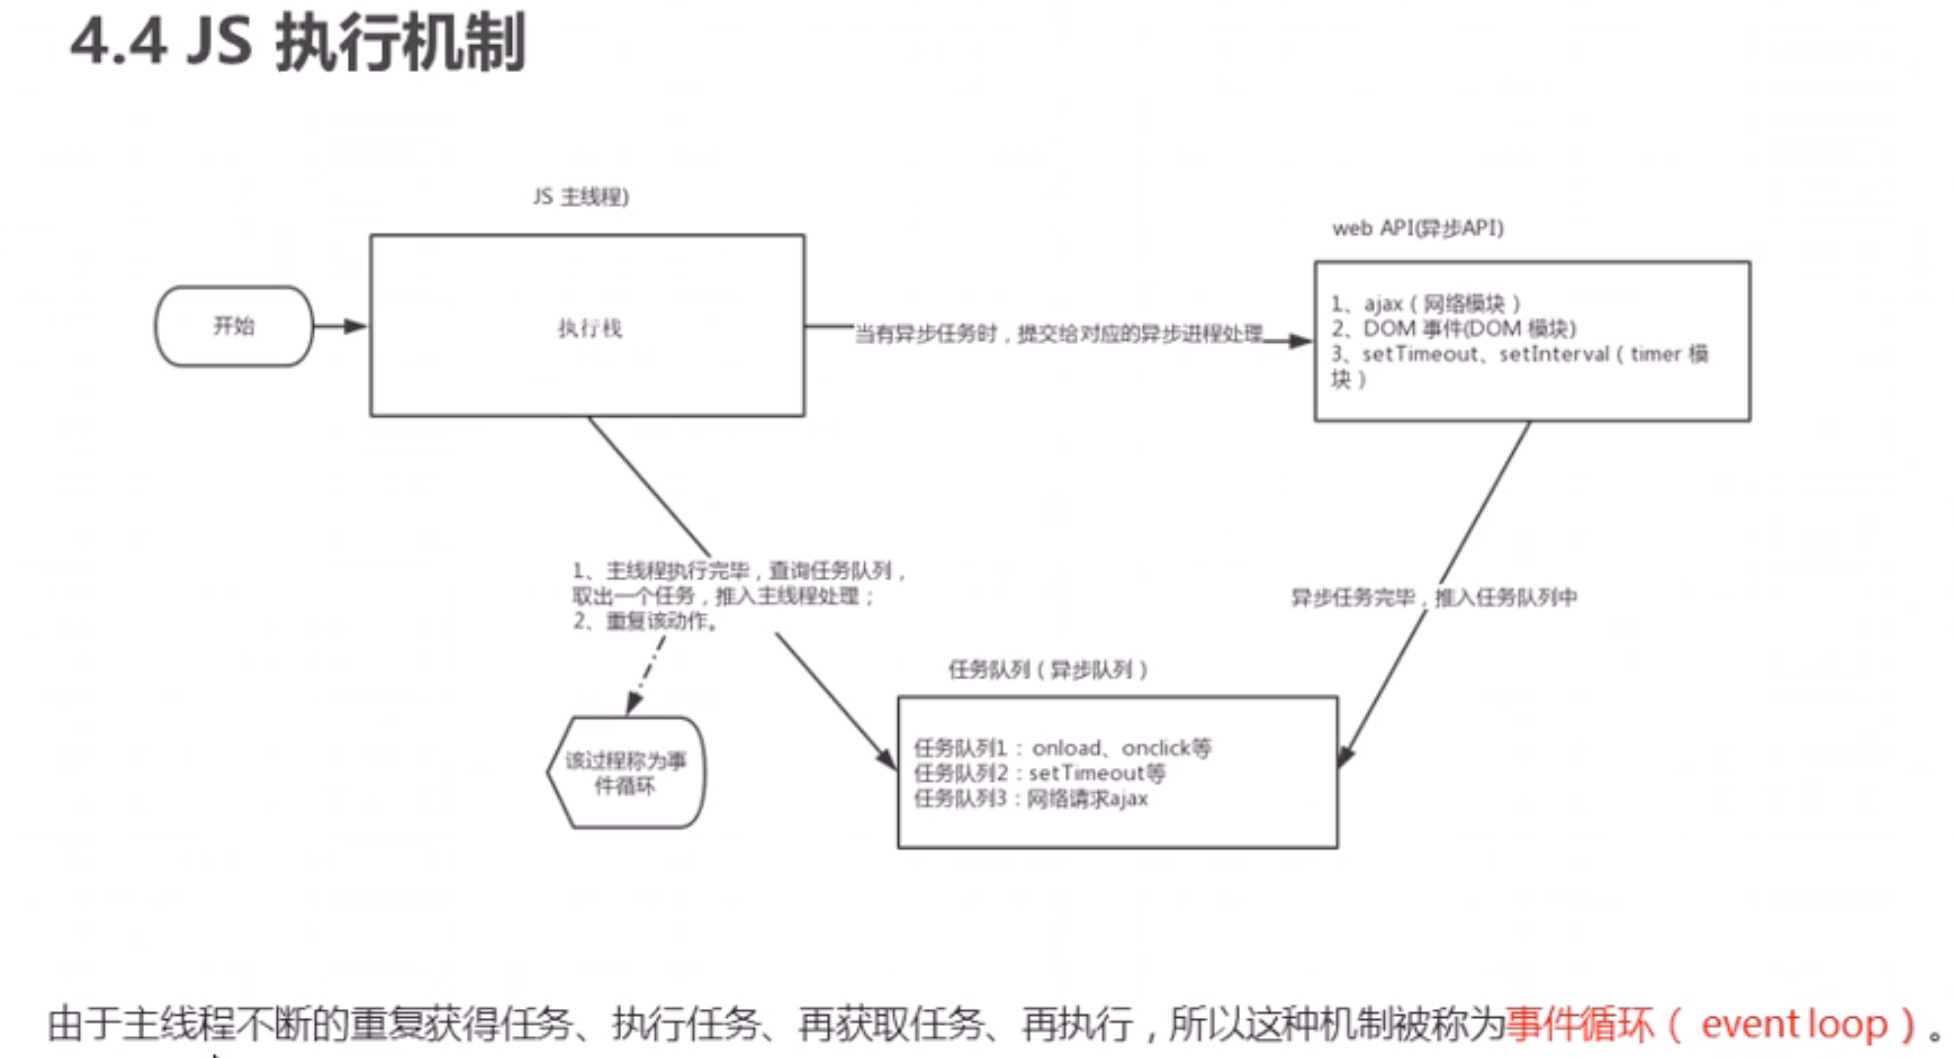 4.4 JS 执行机制
JS 主线程)
web API(异步API)
开始
执行栈
当有异步任务时，提交给对应的异步进程处理
1、ajax（网络模块）
2、DOM 事件(DOM 模块)
3、setTimeout、setInterval（timer 模
块）
1、主线程执行完毕，查询任务队列，
取出一个任务，推入主线程处理；
2、重复该动作。
异步任务完毕，推入任务队列中
任务队列（异步队列）
该过程称为事
件循环
任务队列1：onload、onclick等
任务队列2：setTimeout等
任务队列3：网络请求ajax
由于主线程不断的重复获得任务、执行任务、再获取任务、再执行，所以这种机制被称为事件循环（ event loop）。